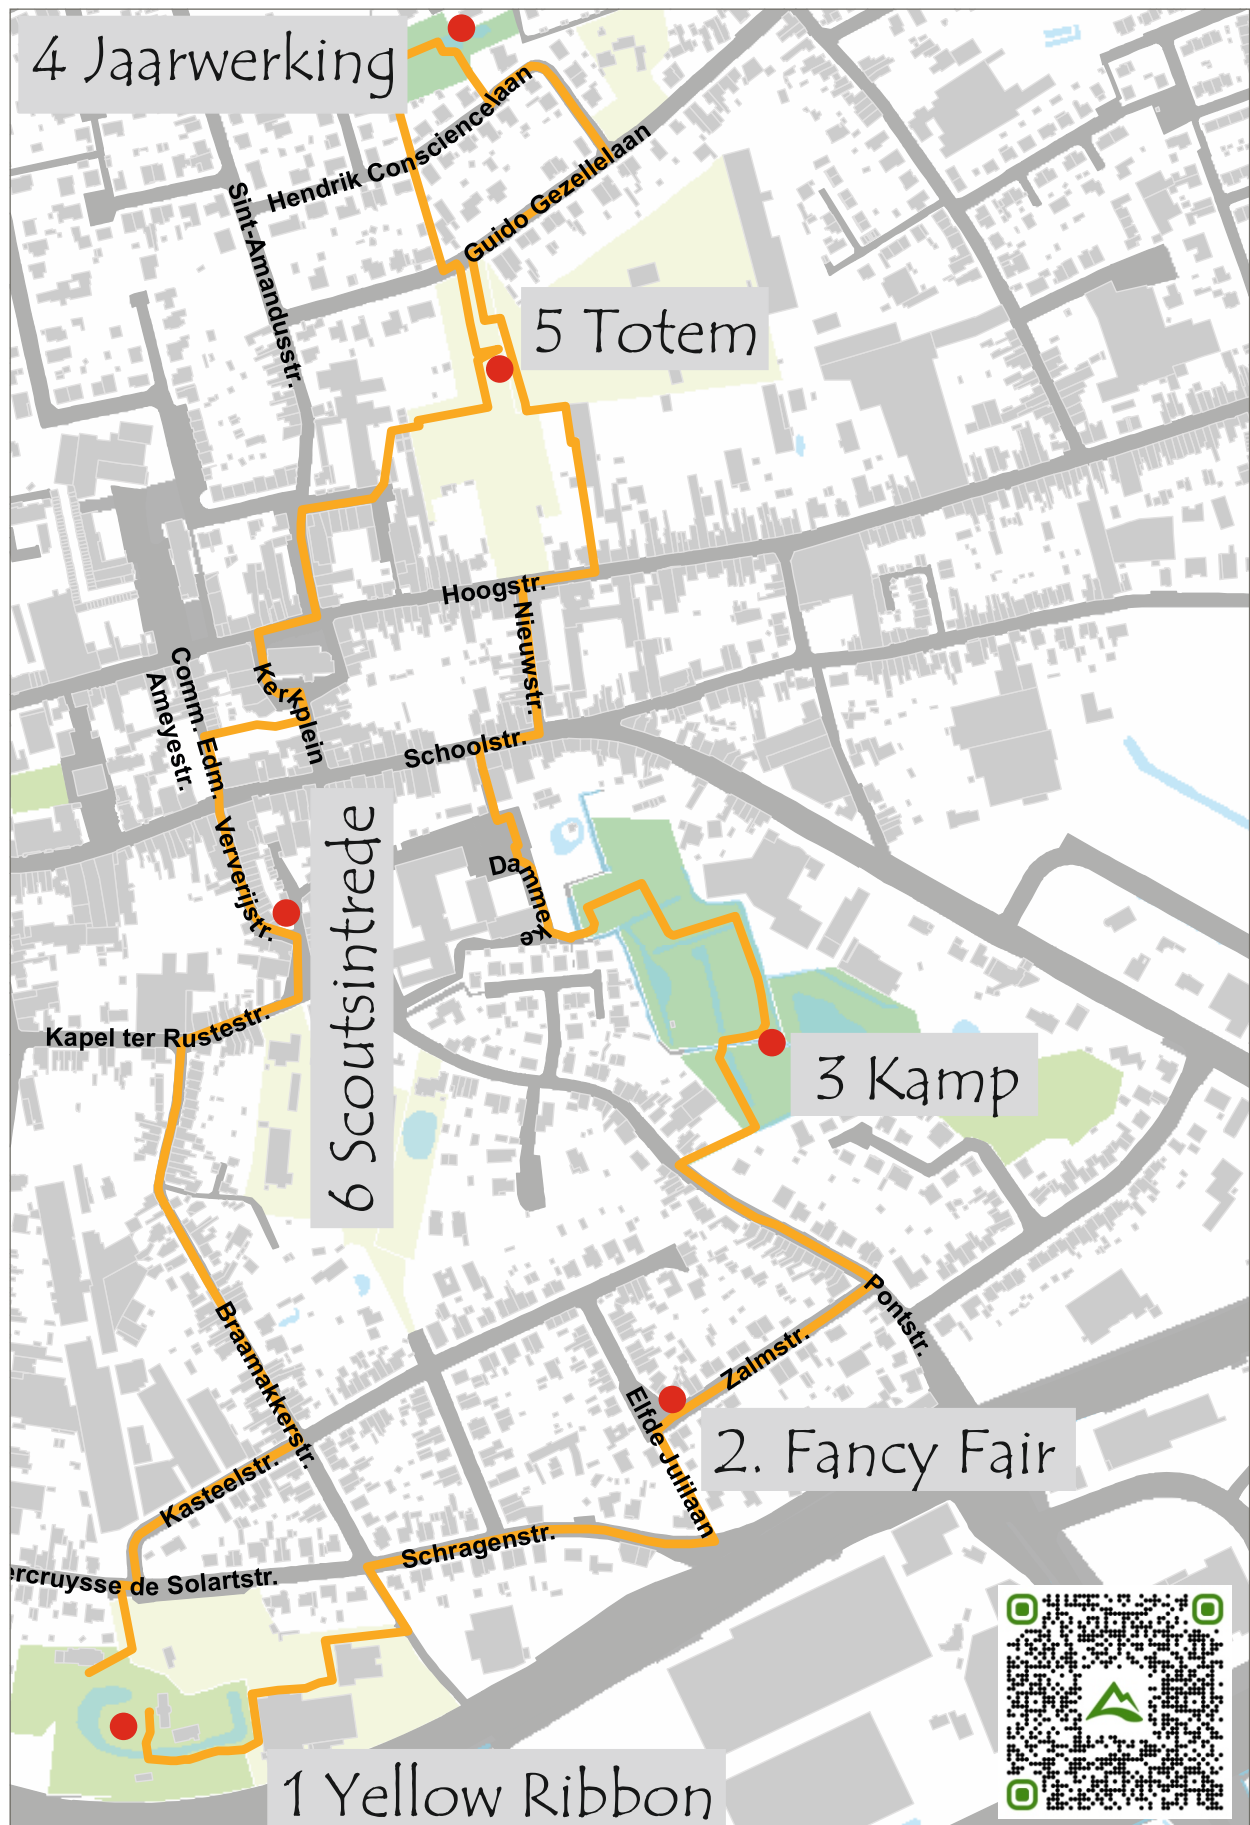 4 Jaarwerking
Hendrik Consciencelaan
Guido Gezellelaan
Sint-Amandusstr.
5 Totem
Hoogstr.
Nieuwstr.
Kerkplein
Comm. Edm.
Ameyestr.
Schoolstr.
Ververijstr.
6 Scoutsintrede
Dammeke
Kapel ter Rustestr.
3 Kamp
Pontstr.
Braamakkerstr.
Zalmstr.
Elfde Julilaan
2. Fancy Fair
Kasteelstr.
Schragenstr.
ercruysse de Solartstr.
1 Yellow Ribbon